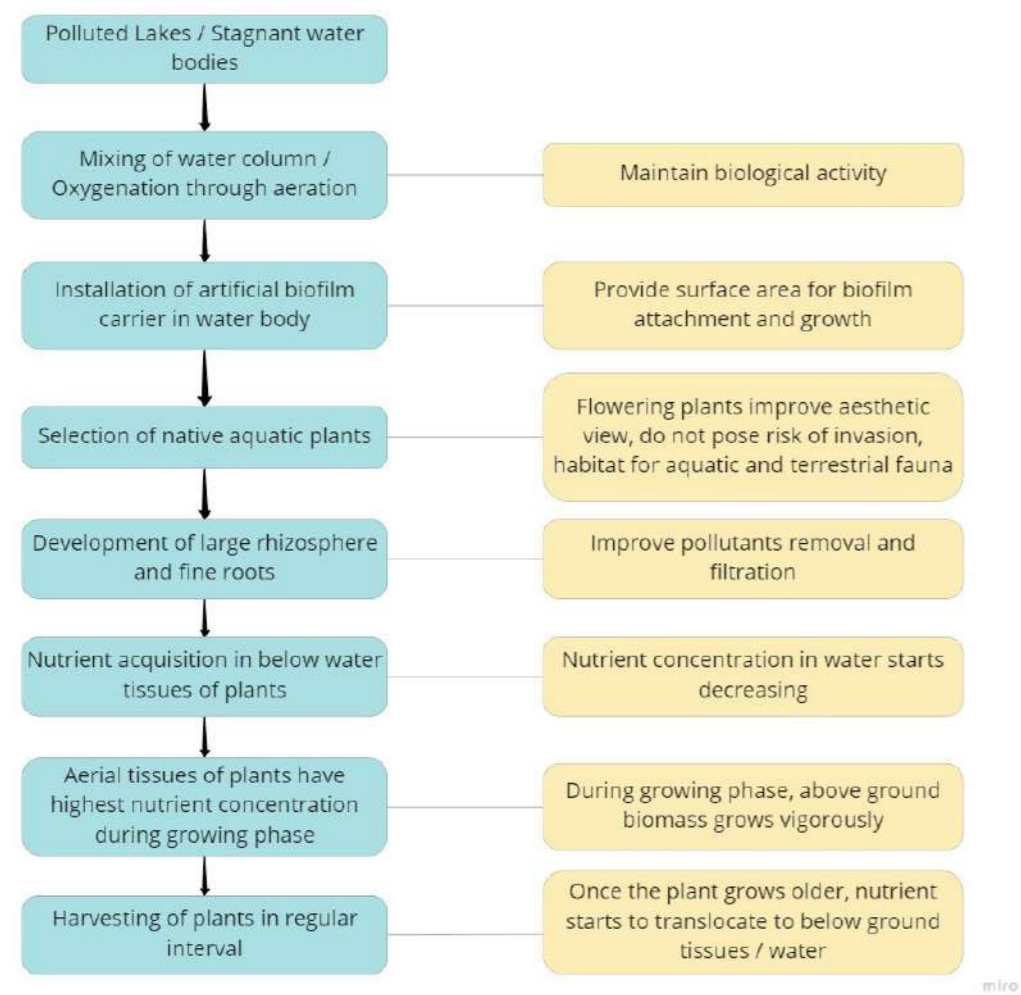 Polluted Lakes / Stagnant water
bodies
Mixing of water column /
Oxygenation through aeration
Maintain biological activity
Installation of artificial biofilm
carrier in water body
Provide surface area for biofilm
attachment and growth
Selection of native aquatic plants
Flowering plants improve aesthetic
view, do not pose risk of invasion,
habitat for aquatic and terrestrial fauna
Development of large rhizosphere
and fine roots
Improve pollutants removal and
filtration
Nutrient acquisition in below water
tissues of plants
Nutrient concentration in water starts
decreasing
Aerial tissues of plants have
highest nutrient concentration
during growing phase
During growing phase, above ground
biomass grows vigorously
Harvesting of plants in regular
interval
Once the plant grows older, nutrient
starts to translocate to below ground
tissues / water
miro